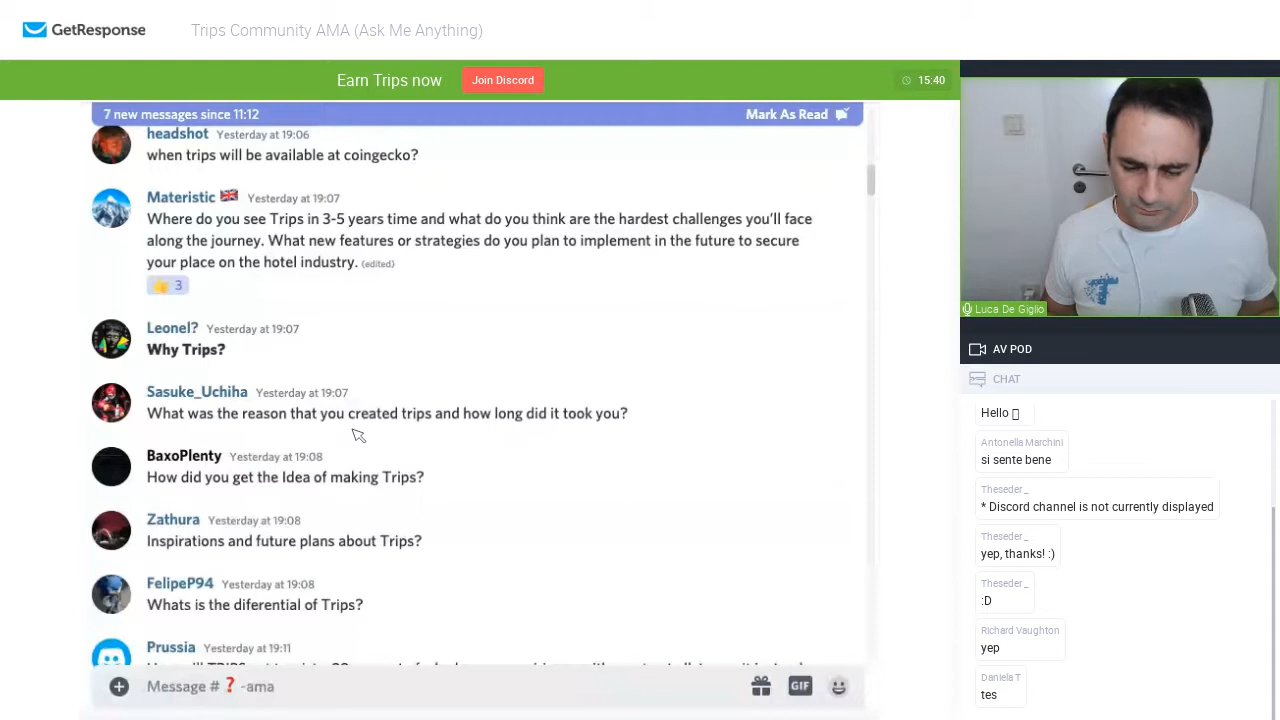 GetResponse
Trips Community AMA (Ask Me Anything)
Earn Trips now
Join Discord
15:40
7 new messages since 11:12
Mark As Read
headshot Yesterday at 19:06
when trips will be available at coingecko?
Materistic 🇬🇧 Yesterday at 19:07
Where do you see Trips in 3-5 years time and what do you think are the hardest challenges you'll face
along the journey. What new features or strategies do you plan to implement in the future to secure
your place on the hotel industry. (edited)
👍 3
Leonel? Yesterday at 19:07
Why Trips?
Sasuke_Uchiha Yesterday at 19:07
What was the reason that you created trips and how long did it took you?
BaxoPlenty Yesterday at 19:08
How did you get the Idea of making Trips?
Zathura Yesterday at 19:08
Inspirations and future plans about Trips?
FelipeP94 Yesterday at 19:08
Whats is the diferential of Trips?
Prussia Yesterday at 19:11
Message # ❓ -ama
GIF
Luca De Giglio
AV POD
CHAT
Hello
Antonella Marchini
si sente bene
Theseder_
* Discord channel is not currently displayed
Theseder_
yep, thanks! :)
Theseder_
:D
Richard Vaughton
yep
Daniela T
tes